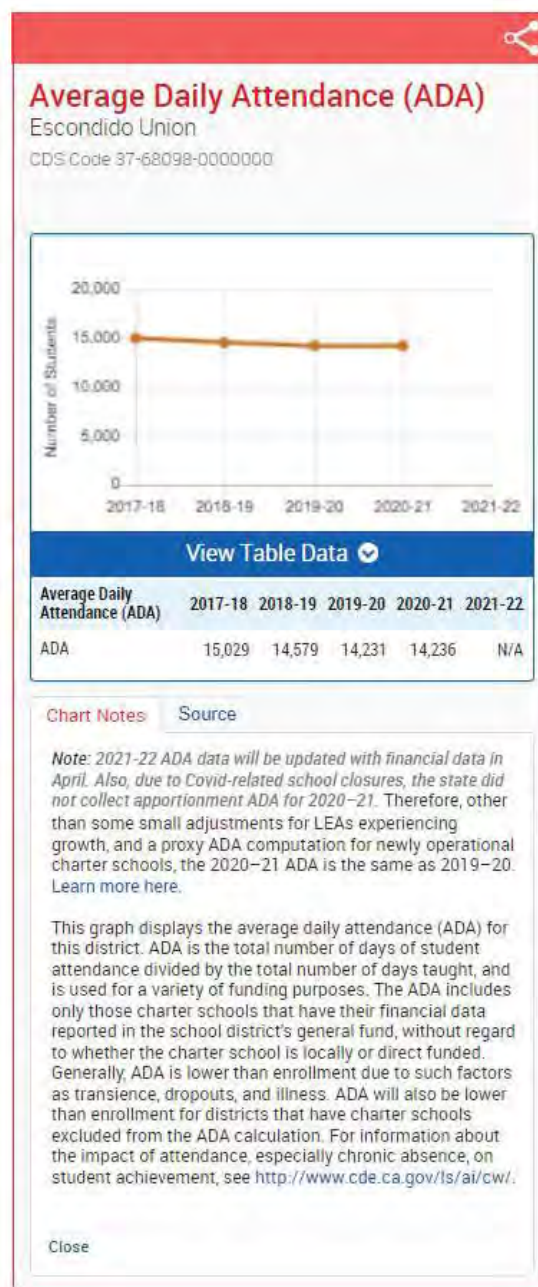 Average Daily Attendance (ADA)
Escondido Union
CDS Code 37-68098-0000000
20,000
15,000
10,000
5,000
0
Number of Students
2017-18 2018-19 2019-20 2020-21 2021-22
View Table Data
Average Daily
Attendance (ADA) 2017-18 2018-19 2019-20 2020-21 2021-22
ADA 15,029 14,579 14,231 14,236 N/A
Chart Notes Source
Note: 2021-22 ADA data will be updated with financial data in
April. Also, due to Covid-related school closures, the state did
not collect apportionment ADA for 2020–21. Therefore, other
than some small adjustments for LEAs experiencing
growth, and a proxy ADA computation for newly operational
charter schools, the 2020–21 ADA is the same as 2019–20.
Learn more here.
This graph displays the average daily attendance (ADA) for
this district. ADA is the total number of days of student
attendance divided by the total number of days taught, and
is used for a variety of funding purposes. The ADA includes
only those charter schools that have their financial data
reported in the school district's general fund, without regard
to whether the charter school is locally or direct funded.
Generally, ADA is lower than enrollment due to such factors
as transience, dropouts, and illness. ADA will also be lower
than enrollment for districts that have charter schools
excluded from the ADA calculation. For information about
the impact of attendance, especially chronic absence, on
student achievement, see http://www.cde.ca.gov/ls/ai/cw/.
Close